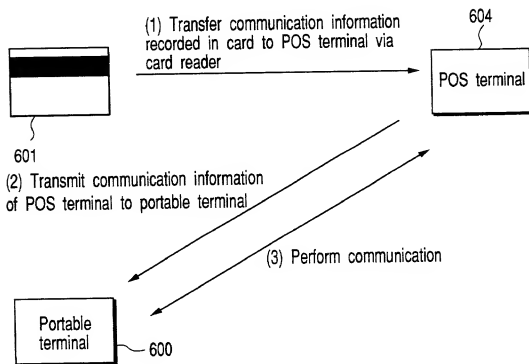 (1) Transfer communication information
recorded in card to POS terminal via
card reader
604
POS terminal
601
(2) Transmit communication information
of POS terminal to portable terminal
(3) Perform communication
Portable
terminal
600